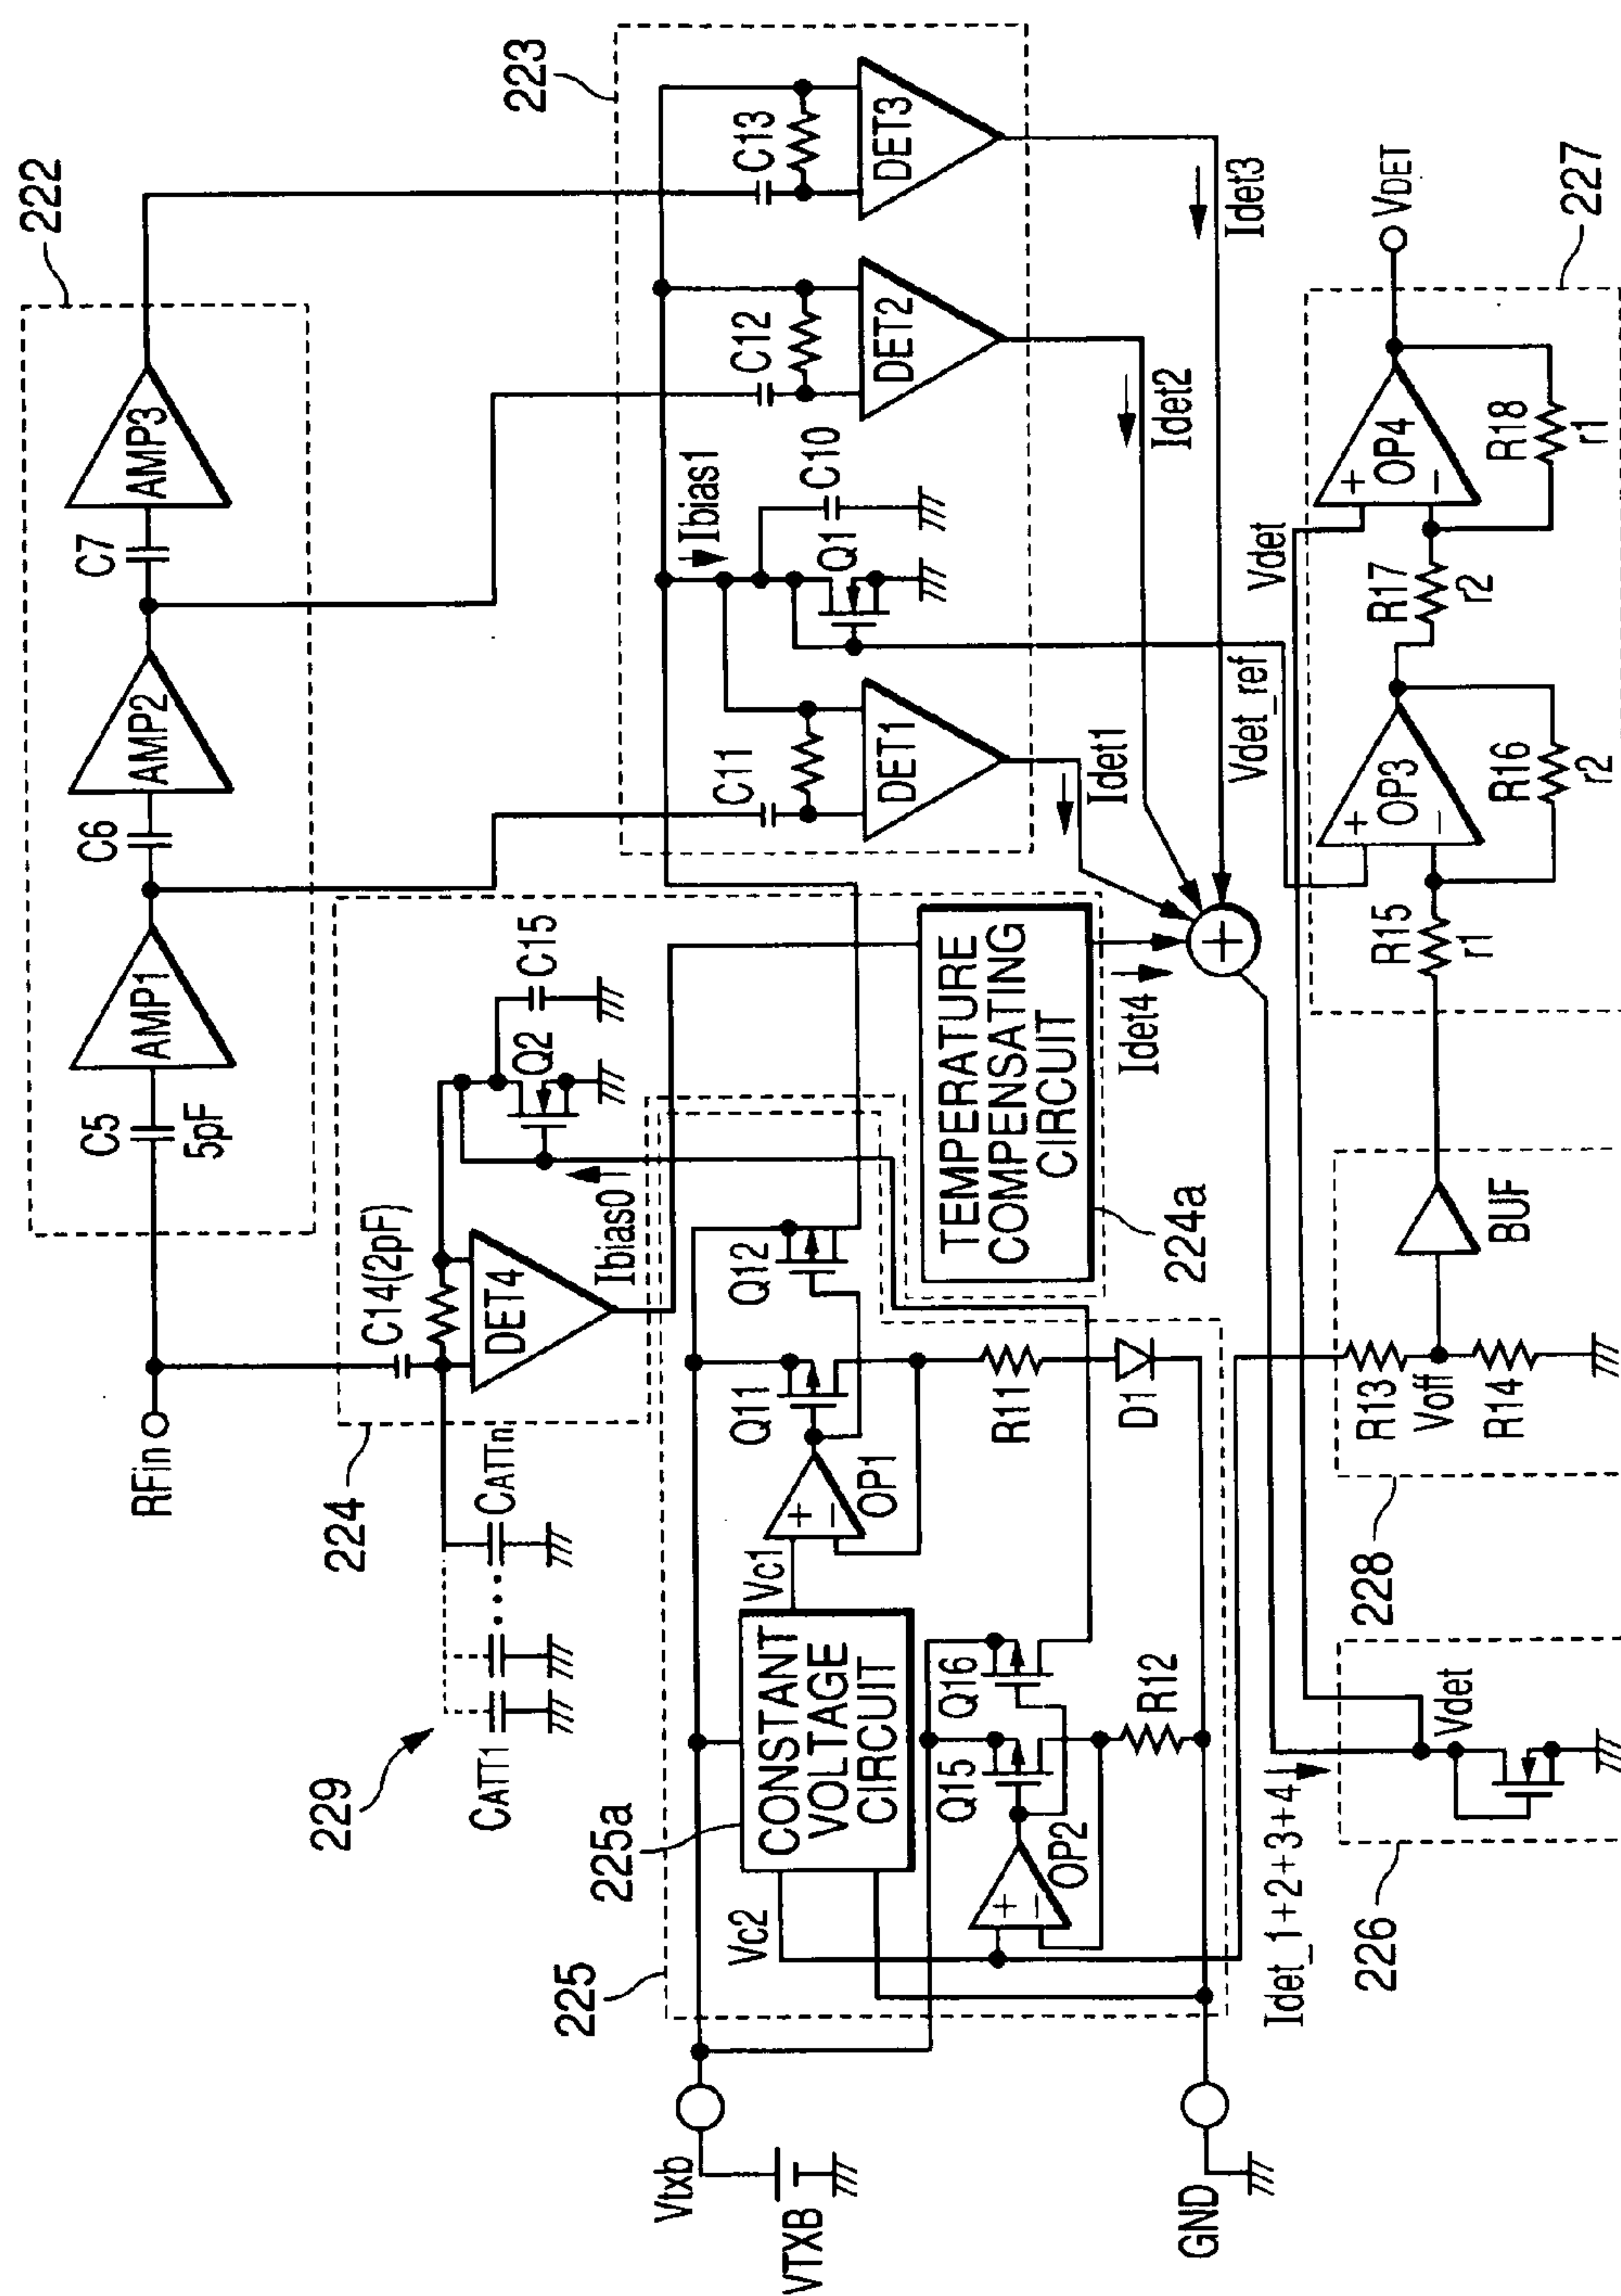 222
C5
5pF
AMP1
C6
AMP2
C7
AMP3
RFin
223
C11
DET1
Ibias1
Q1
C10
C12
DET2
C13
DET3
Idet1
Idet2
Idet3
224
C14(2pF)
DET4
Ibias01
Q2
C15
TEMPERATURE
COMPENSATING
CIRCUIT
224a
Idet4
+
229
CATT1
CATTn
225
225a
CONSTANT
VOLTAGE
CIRCUIT
Vc1
Vc2
+
-
OP1
Q11
Q12
R11
D1
+
-
OP2
Q15
Q16
R12
Vtxb
VTXB
GND
Idet_1+2+3+4
226
Vdet
228
R13
Voff
R14
BUF
227
Vdet_ref
Vdet
R15
r1
+
-
OP3
R16
r2
R17
r2
+
-
OP4
R18
r1
VDET